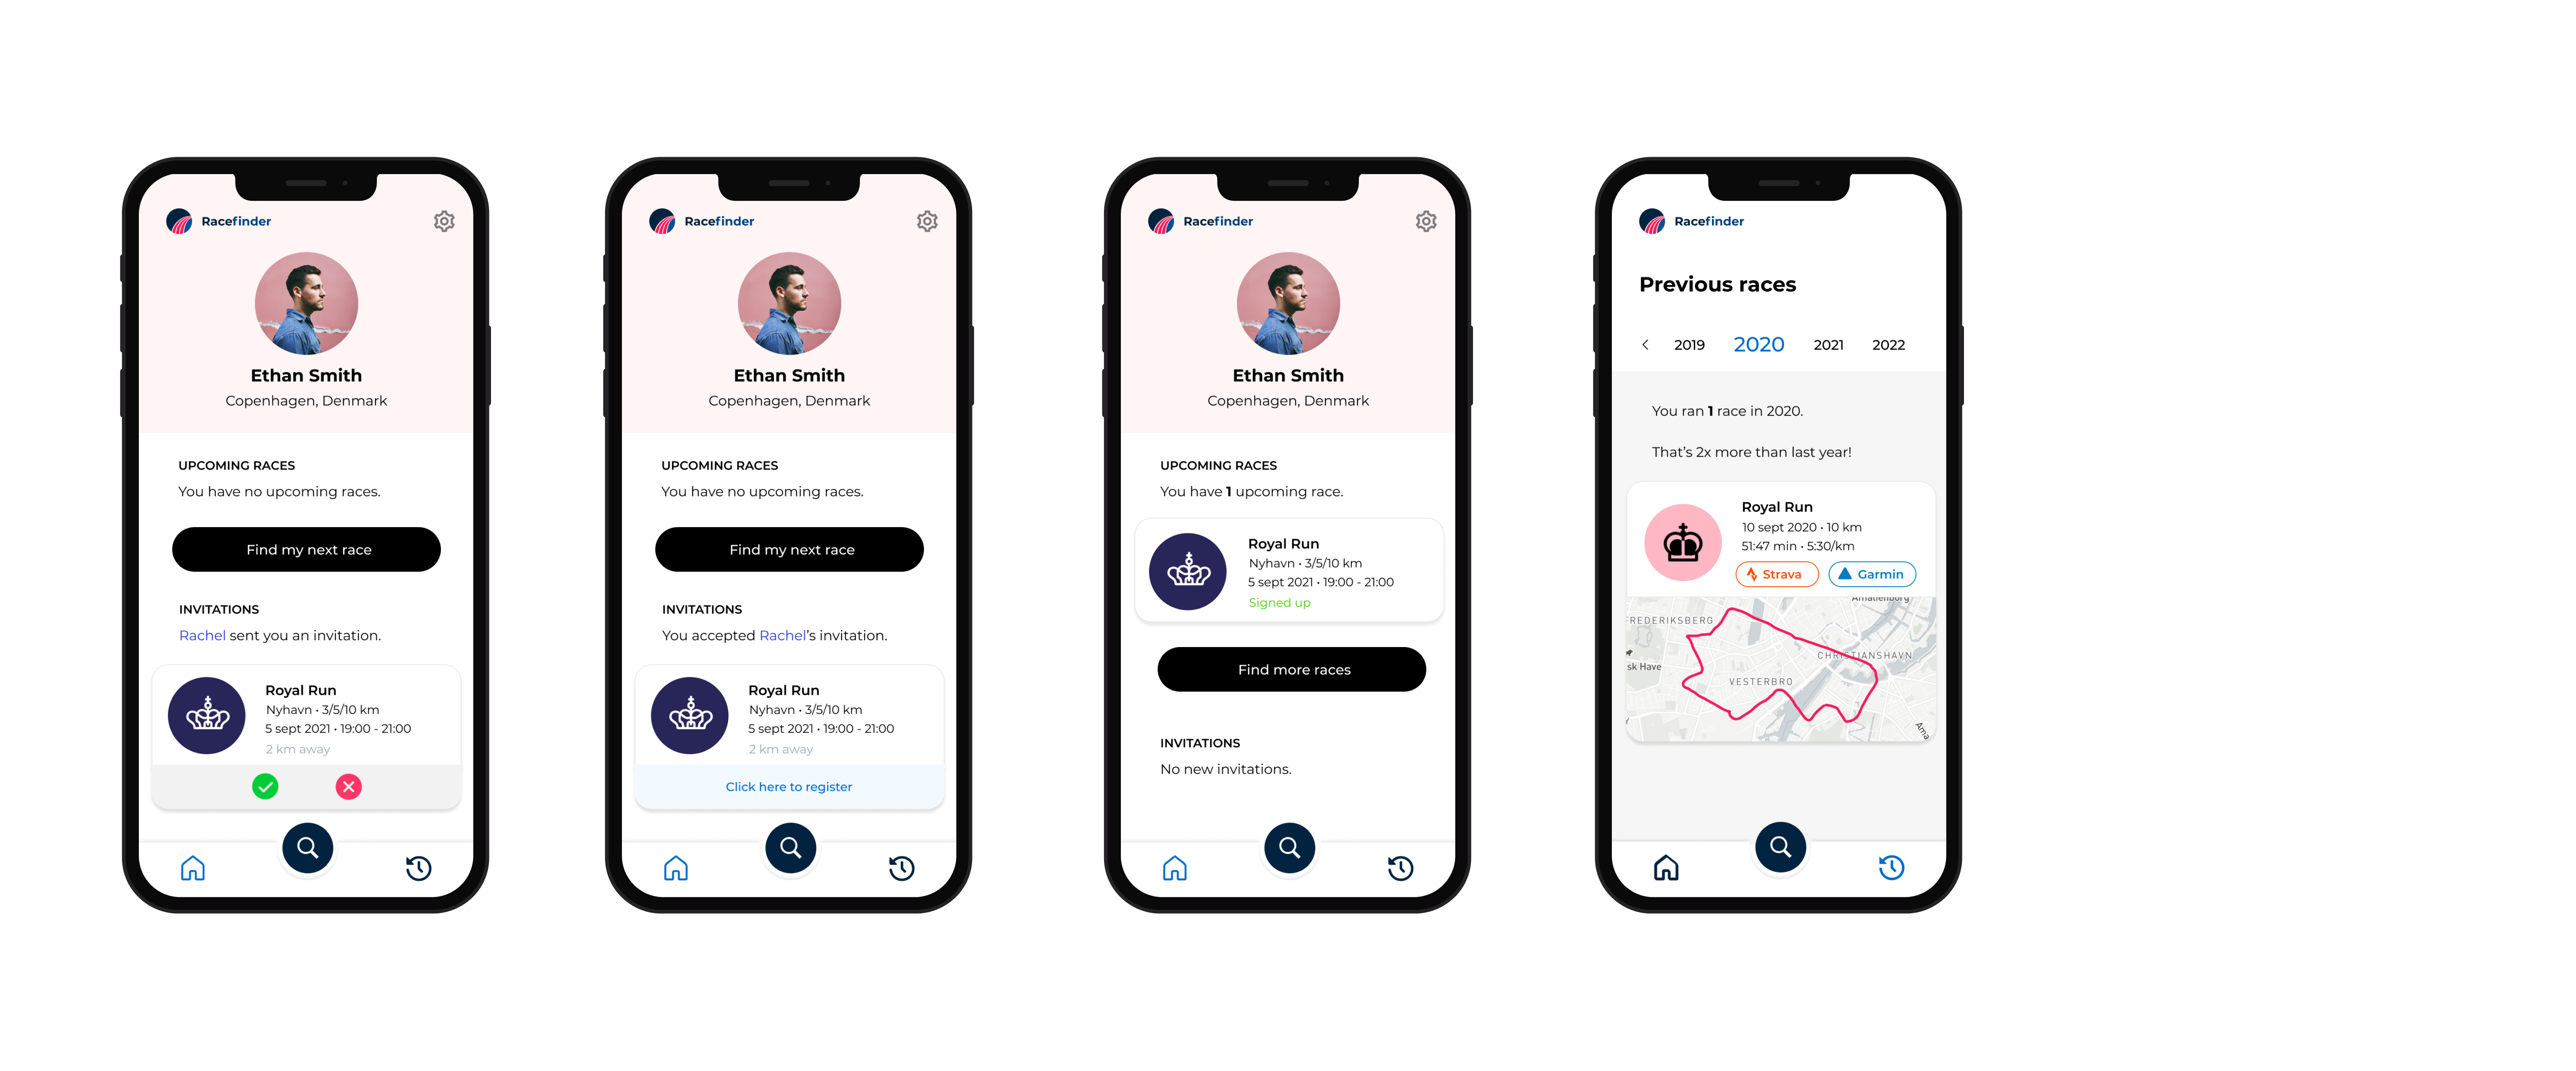 Racefinder
Ethan Smith
Copenhagen, Denmark
UPCOMING RACES
You have no upcoming races.
Find my next race
INVITATIONS
Rachel sent you an invitation.
Royal Run
Nyhavn • 3/5/10 km
5 sept 2021 • 19:00 - 21:00
2 km away
Racefinder
Ethan Smith
Copenhagen, Denmark
UPCOMING RACES
You have no upcoming races.
Find my next race
INVITATIONS
You accepted Rachel's invitation.
Royal Run
Nyhavn • 3/5/10 km
5 sept 2021 • 19:00 - 21:00
2 km away
Click here to register
Racefinder
Ethan Smith
Copenhagen, Denmark
UPCOMING RACES
You have 1 upcoming race.
Royal Run
Nyhavn • 3/5/10 km
5 sept 2021 • 19:00 - 21:00
Signed up
Find more races
INVITATIONS
No new invitations.
Racefinder
Previous races
2019 2020 2021 2022
You ran 1 race in 2020.
That's 2x more than last year!
Royal Run
10 sept 2020 • 10 km
51:47 min • 5:30/km
Strava Garmin
Amalienborg
FREDERIKSBERG
CHRISTIANSHAVN
sk Have
VESTERBRO
Ama